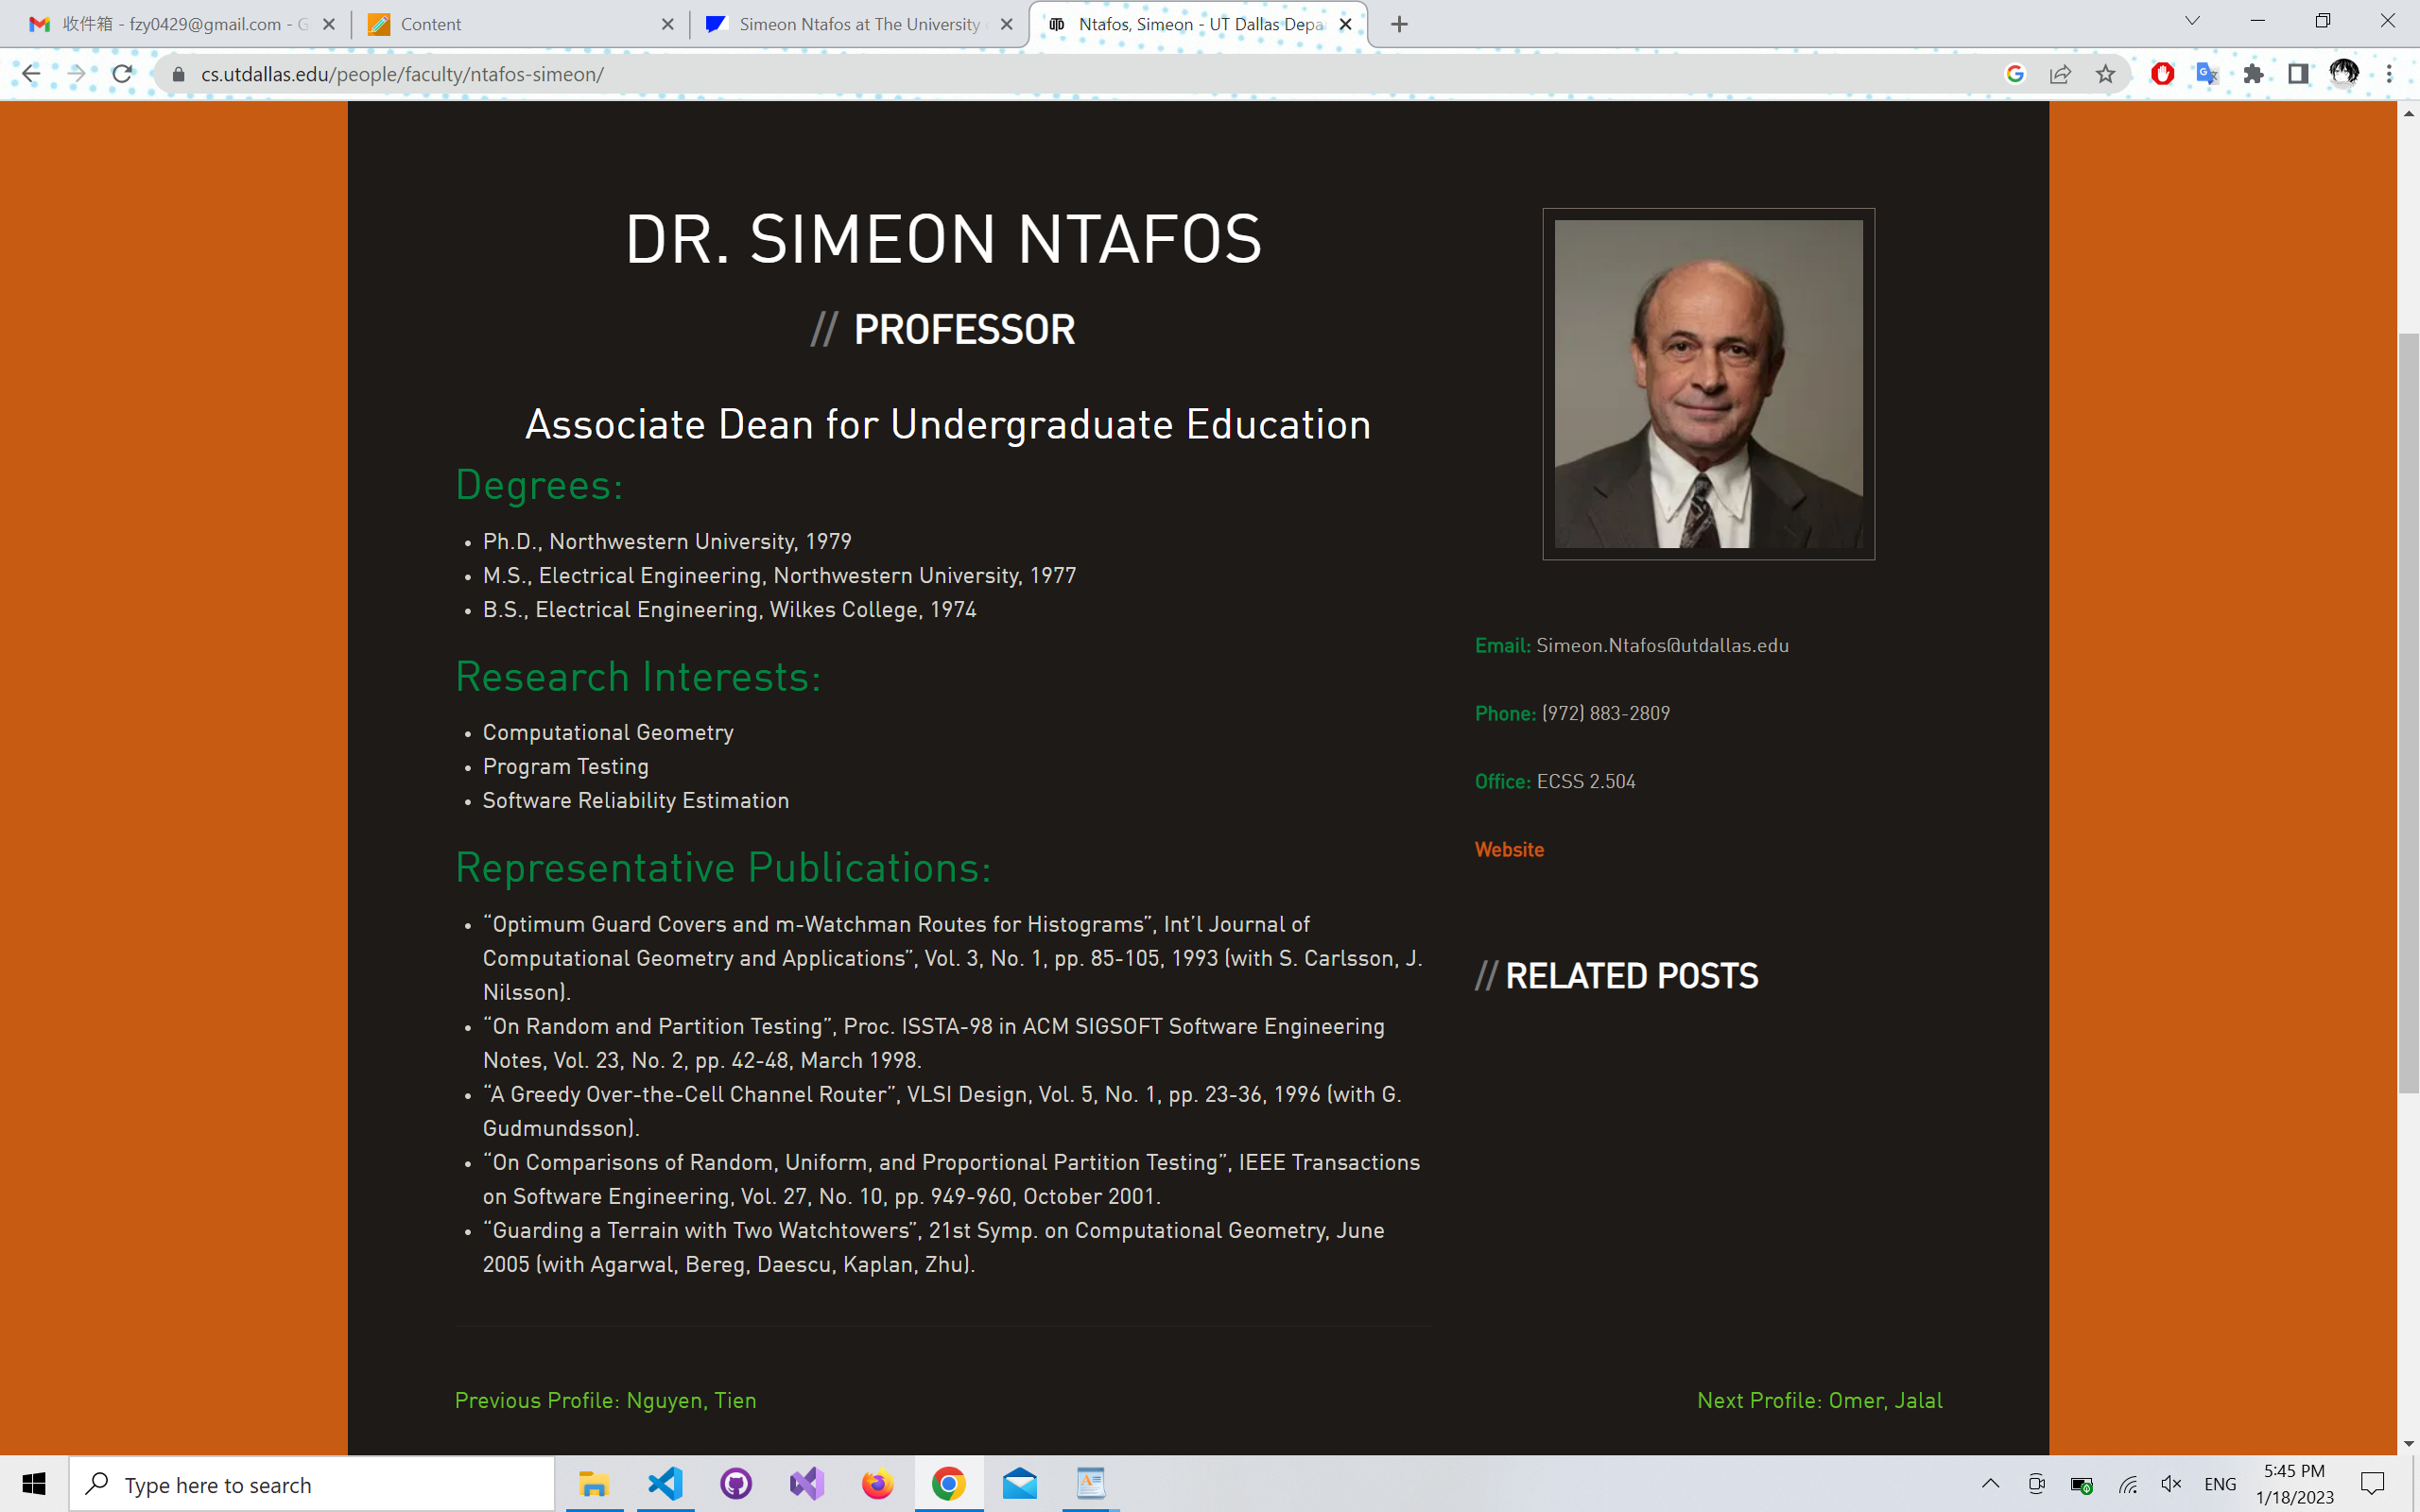 收件箱 - fzy0429@gmail.com - G
Content
Simeon Ntafos at The University
Ntafos, Simeon - UT Dallas Depa
cs.utdallas.edu/people/faculty/ntafos-simeon/
DR. SIMEON NTAFOS
// PROFESSOR
Associate Dean for Undergraduate Education
Degrees:
• Ph.D., Northwestern University, 1979
• M.S., Electrical Engineering, Northwestern University, 1977
• B.S., Electrical Engineering, Wilkes College, 1974
Research Interests:
• Computational Geometry
• Program Testing
• Software Reliability Estimation
Representative Publications:
• “Optimum Guard Covers and m-Watchman Routes for Histograms”, Int’l Journal of
Computational Geometry and Applications”, Vol. 3, No. 1, pp. 85-105, 1993 (with S. Carlsson, J.
Nilsson).
• “On Random and Partition Testing”, Proc. ISSTA-98 in ACM SIGSOFT Software Engineering
Notes, Vol. 23, No. 2, pp. 42-48, March 1998.
• “A Greedy Over-the-Cell Channel Router”, VLSI Design, Vol. 5, No. 1, pp. 23-36, 1996 (with G.
Gudmundsson).
• “On Comparisons of Random, Uniform, and Proportional Partition Testing”, IEEE Transactions
on Software Engineering, Vol. 27, No. 10, pp. 949-960, October 2001.
• “Guarding a Terrain with Two Watchtowers”, 21st Symp. on Computational Geometry, June
2005 (with Agarwal, Bereg, Daescu, Kaplan, Zhu).
Email: Simeon.Ntafos@utdallas.edu
Phone: (972) 883-2809
Office: ECSS 2.504
Website
// RELATED POSTS
Previous Profile: Nguyen, Tien
Next Profile: Omer, Jalal
Type here to search
ENG
5:45 PM
1/18/2023